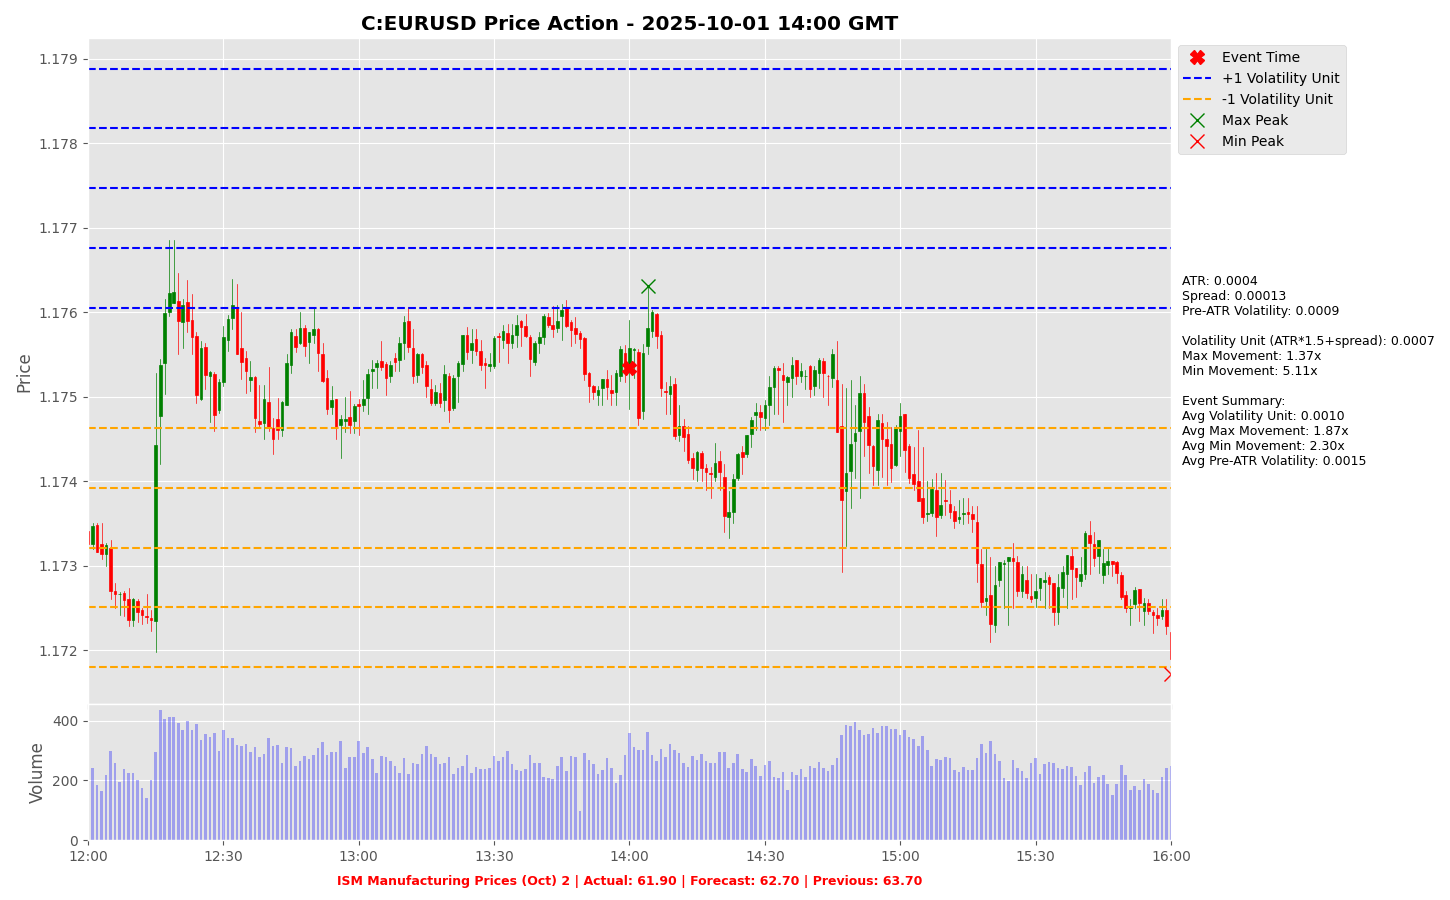 C:EURUSD Price Action - 2025-10-01 14:00 GMT
1.179
1.178
1.177
1.176
1.175
1.174
1.173
1.172
Price
Event Time
+1 Volatility Unit
-1 Volatility Unit
Max Peak
Min Peak
ATR: 0.0004
Spread: 0.00013
Pre-ATR Volatility: 0.0009
Volatility Unit (ATR*1.5+spread): 0.0007
Max Movement: 1.37x
Min Movement: 5.11x
Event Summary:
Avg Volatility Unit: 0.0010
Avg Max Movement: 1.87x
Avg Min Movement: 2.30x
Avg Pre-ATR Volatility: 0.0015
400
200
0
Volume
12:00 12:30 13:00 13:30 14:00 14:30 15:00 15:30 16:00
ISM Manufacturing Prices (Oct) 2 | Actual: 61.90 | Forecast: 62.70 | Previous: 63.70